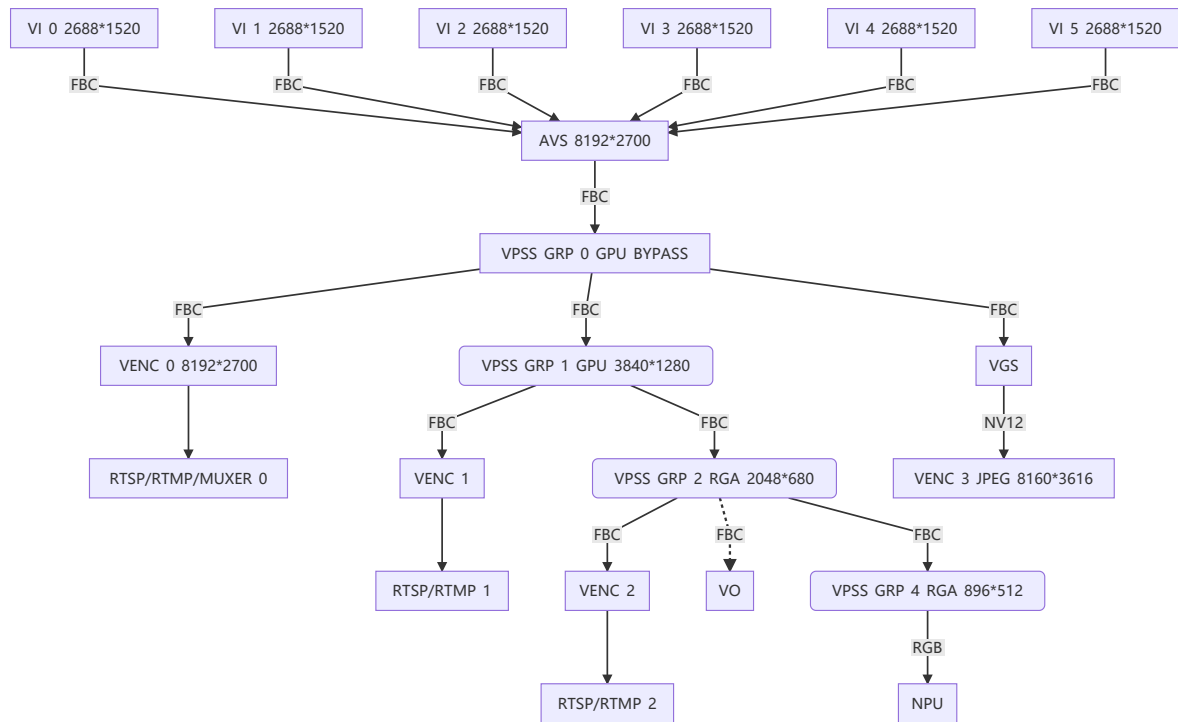 VI 0 2688*1520
VI 1 2688*1520
VI 2 2688*1520
VI 3 2688*1520
VI 4 2688*1520
VI 5 2688*1520
FBC
FBC
FBC
FBC
FBC
FBC
AVS 8192*2700
FBC
VPSS GRP 0 GPU BYPASS
FBC
FBC
FBC
VENC 0 8192*2700
VPSS GRP 1 GPU 3840*1280
VGS
FBC
FBC
NV12
RTSP/RTMP/MUXER 0
VENC 1
VPSS GRP 2 RGA 2048*680
VENC 3 JPEG 8160*3616
FBC
FBC
FBC
RTSP/RTMP 1
VENC 2
VO
VPSS GRP 4 RGA 896*512
RGB
RTSP/RTMP 2
NPU